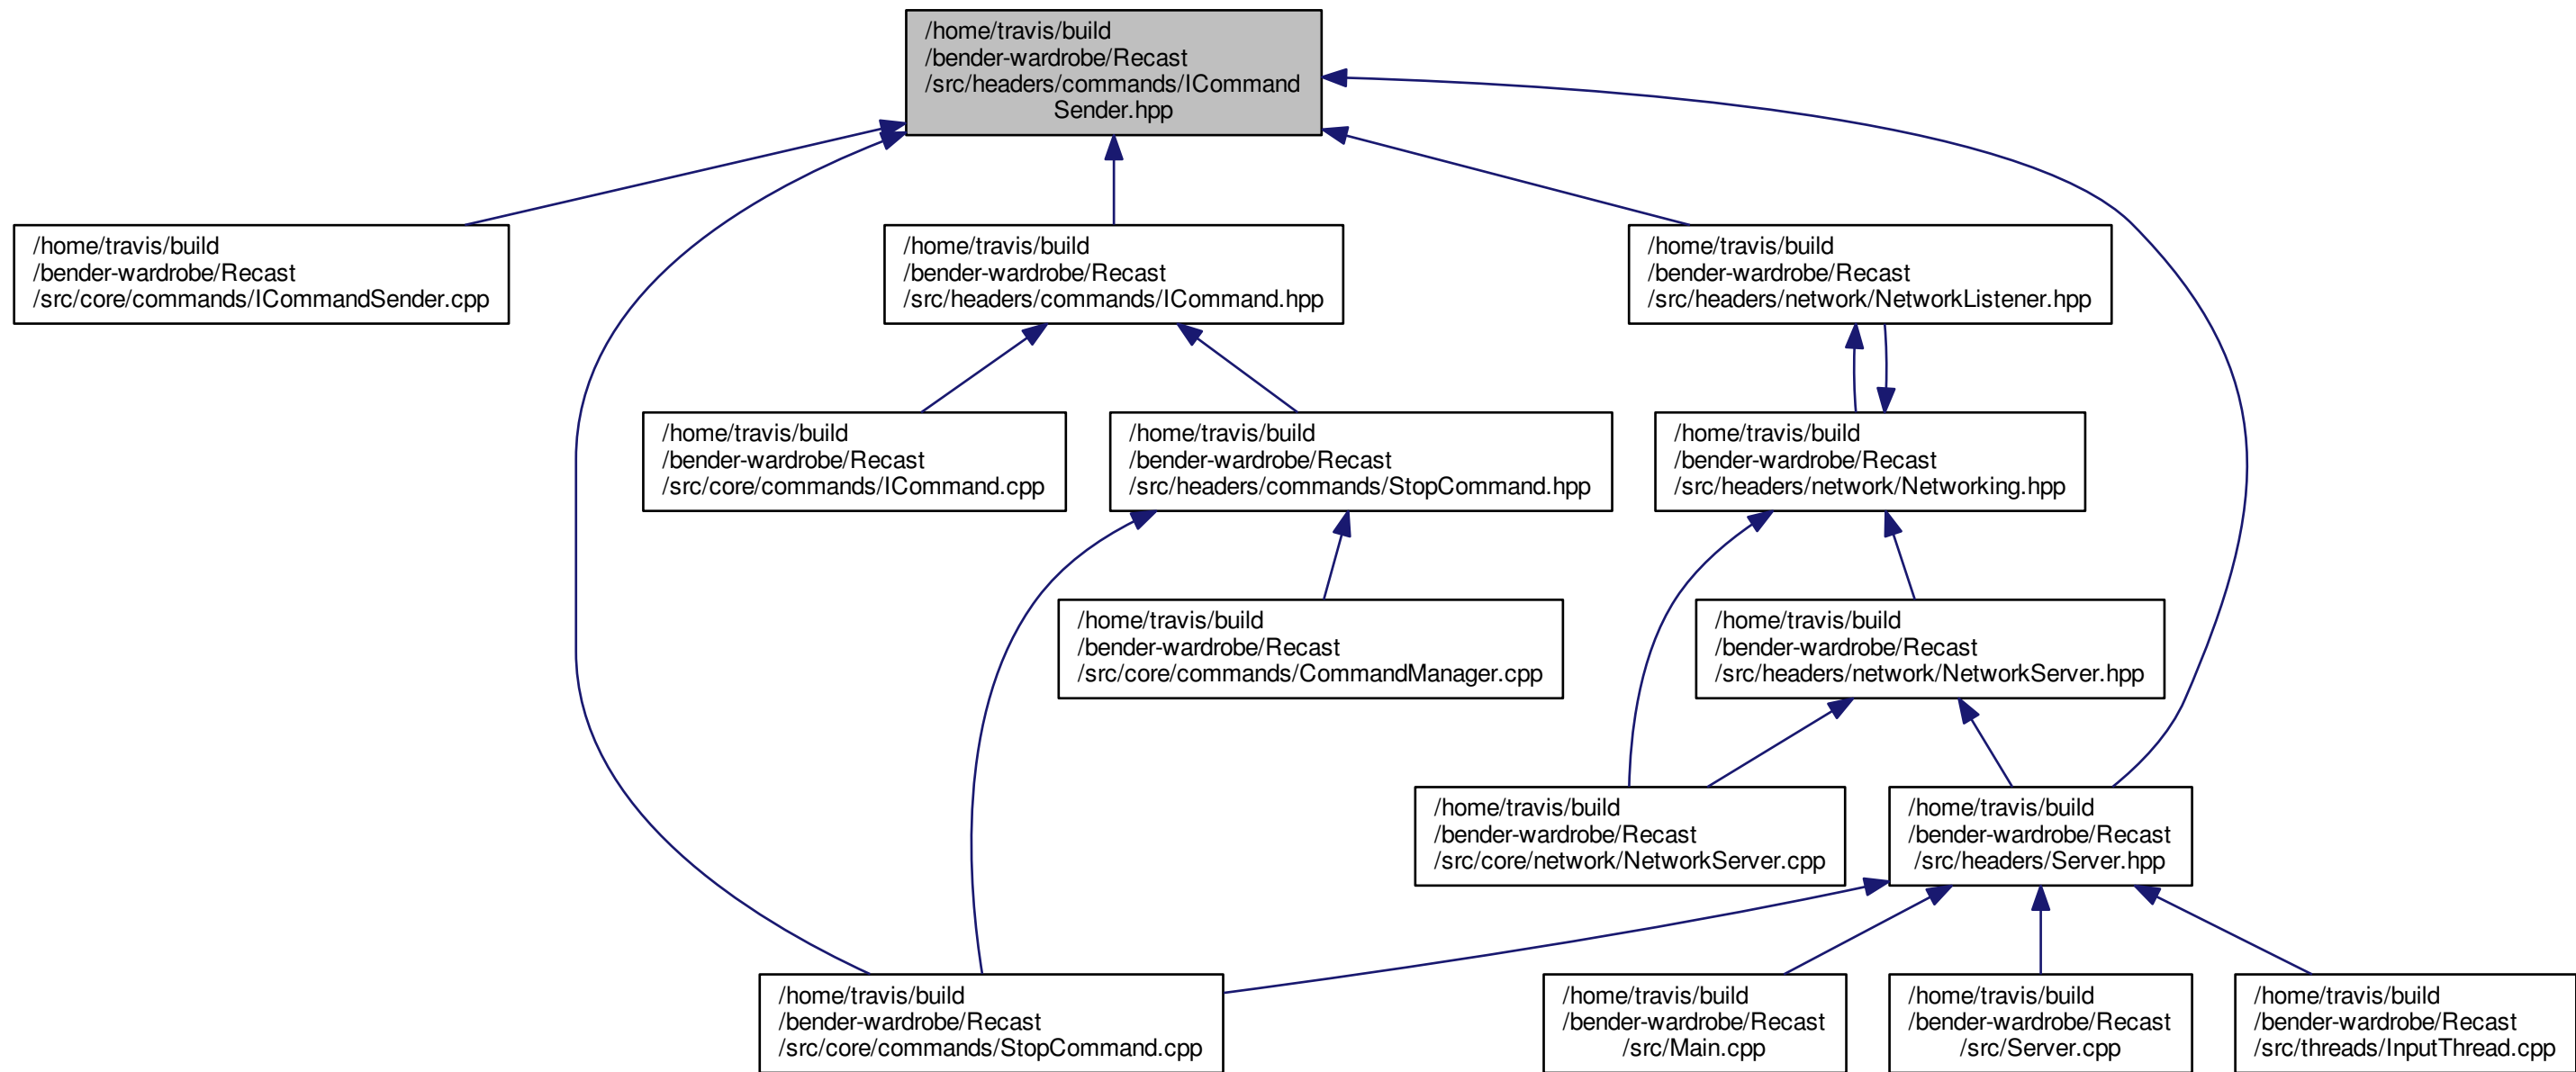 /home/travis/build
/bender-wardrobe/Recast
/src/headers/commands/ICommand
Sender.hpp
/home/travis/build
/bender-wardrobe/Recast
/src/core/commands/ICommandSender.cpp
/home/travis/build
/bender-wardrobe/Recast
/src/headers/commands/ICommand.hpp
/home/travis/build
/bender-wardrobe/Recast
/src/headers/network/NetworkListener.hpp
/home/travis/build
/bender-wardrobe/Recast
/src/core/commands/ICommand.cpp
/home/travis/build
/bender-wardrobe/Recast
/src/headers/commands/StopCommand.hpp
/home/travis/build
/bender-wardrobe/Recast
/src/headers/network/Networking.hpp
/home/travis/build
/bender-wardrobe/Recast
/src/core/commands/CommandManager.cpp
/home/travis/build
/bender-wardrobe/Recast
/src/headers/network/NetworkServer.hpp
/home/travis/build
/bender-wardrobe/Recast
/src/core/network/NetworkServer.cpp
/home/travis/build
/bender-wardrobe/Recast
/src/headers/Server.hpp
/home/travis/build
/bender-wardrobe/Recast
/src/core/commands/StopCommand.cpp
/home/travis/build
/bender-wardrobe/Recast
/src/Main.cpp
/home/travis/build
/bender-wardrobe/Recast
/src/Server.cpp
/home/travis/build
/bender-wardrobe/Recast
/src/threads/InputThread.cpp